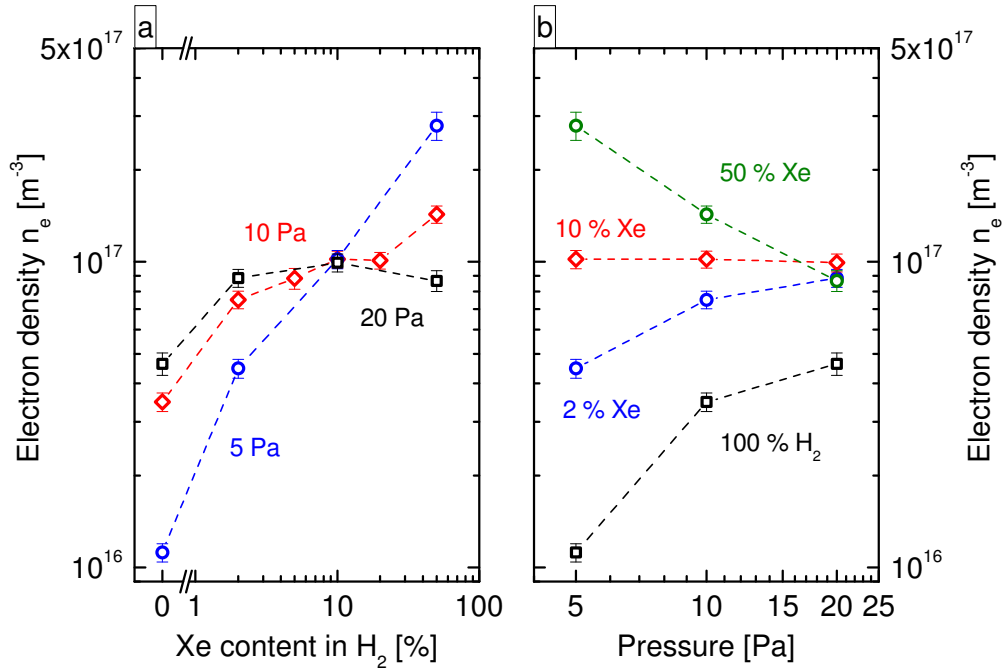 a
b
5x10^17
10^17
10^16
Electron density n_e [m^-3]
10 Pa
20 Pa
5 Pa
0 1 10 100
Xe content in H_2 [%]
50 % Xe
10 % Xe
2 % Xe
100 % H_2
5 10 15 20 25
Pressure [Pa]
5x10^17
10^17
10^16
Electron density n_e [m^-3]